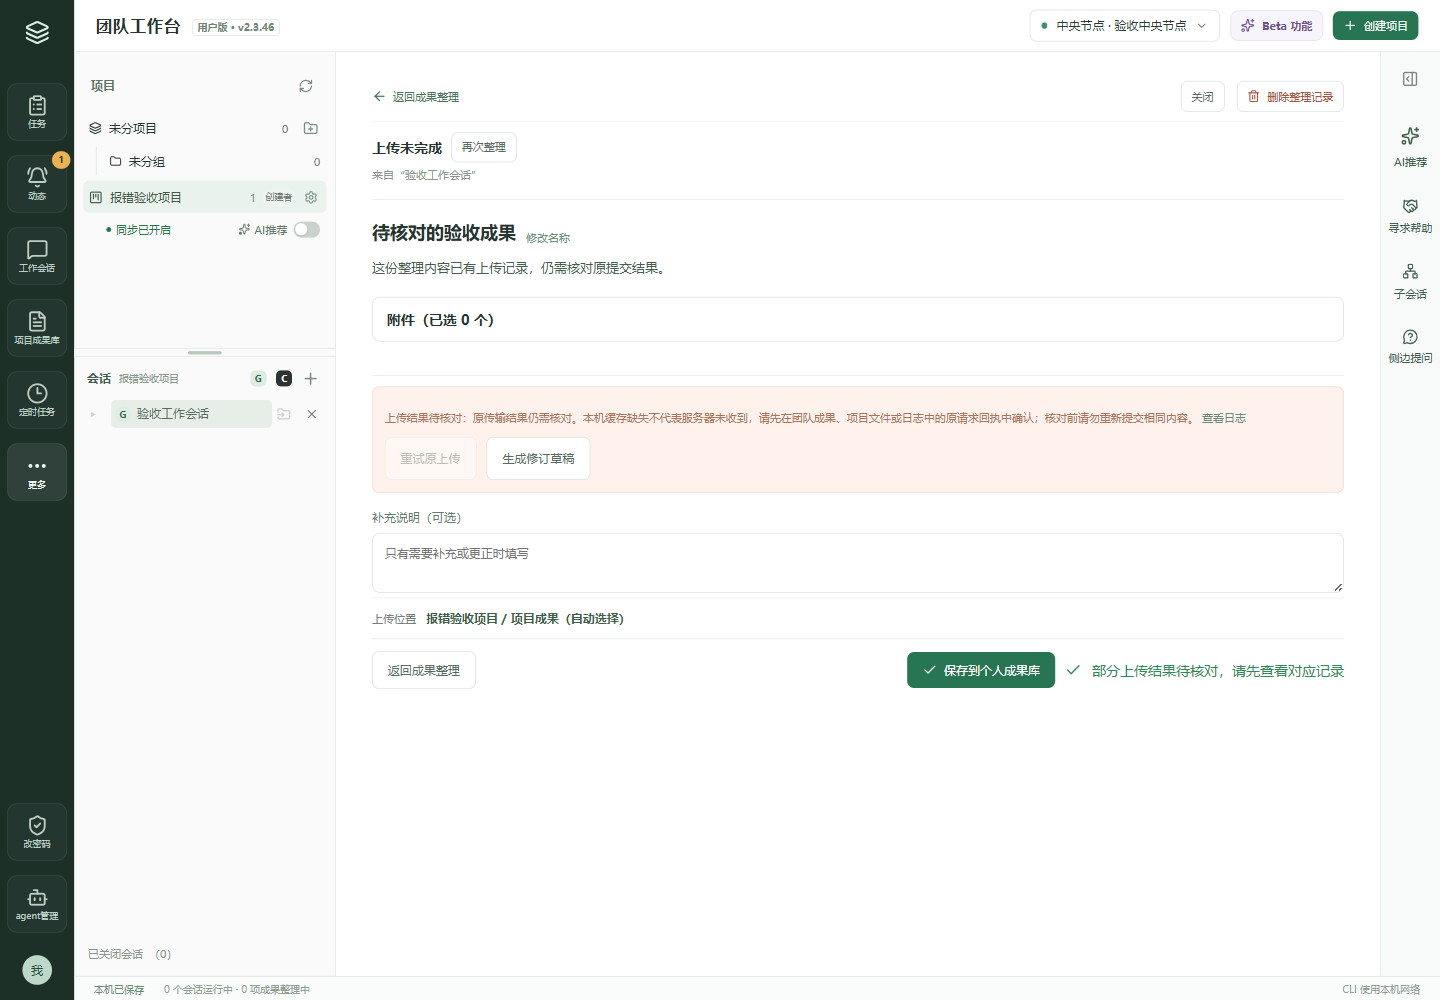 团队工作台
用户版 • v2.3.46
中央节点 · 验收中央节点
Beta 功能
创建项目
任务
1
动态
工作会话
项目成果库
定时任务
更多
改密码
agent管理
我
项目
未分项目
0
未分组
0
报错验收项目
1
创建者
同步已开启
AI推荐
会话
报错验收项目
G
C
G
验收工作会话
已关闭会话 (0)
返回成果整理
关闭
删除整理记录
上传未完成
再次整理
来自“验收工作会话”
待核对的验收成果
修改名称
这份整理内容已有上传记录，仍需核对原提交结果。
附件（已选 0 个）
上传结果待核对：原传输结果仍需核对。本机缓存缺失不代表服务器未收到，请先在团队成果、项目文件或日志中的原请求回执中确认；核对前请勿重新提交相同内容。 查看日志
重试原上传
生成修订草稿
补充说明（可选）
只有需要补充或更正时填写
上传位置
报错验收项目 / 项目成果（自动选择）
返回成果整理
保存到个人成果库
部分上传结果待核对，请先查看对应记录
AI推荐
寻求帮助
子会话
侧边提问
本机已保存
0 个会话运行中 · 0 项成果整理中
CLI 使用本机网络